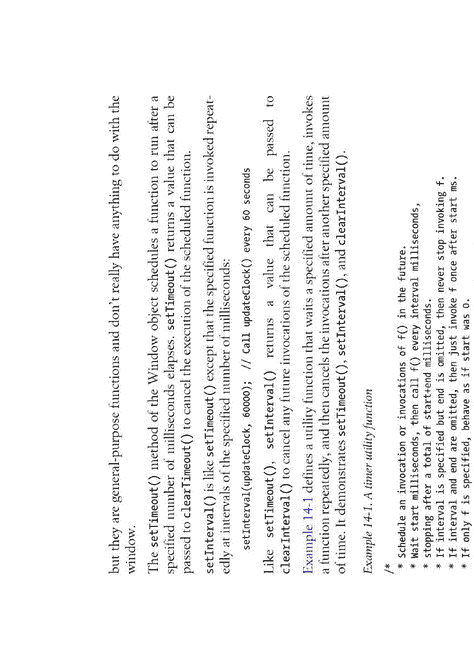 but they are general-purpose functions and don't really have anything to do with the
window.
The setTimeout() method of the Window object schedules a function to run after a
specified number of milliseconds elapses. setTimeout() returns a value that can be
passed to clearTimeout() to cancel the execution of the scheduled function.
setInterval() is like setTimeout() except that the specified function is invoked repeat-
edly at intervals of the specified number of milliseconds:
setInterval(updateClock, 60000); // Call updateClock() every 60 seconds
Like setTimeout(), setInterval() returns a value that can be passed to
clearInterval() to cancel any future invocations of the scheduled function.
Example 14-1 defines a utility function that waits a specified amount of time, invokes
a function repeatedly, and then cancels the invocations after another specified amount
of time. It demonstrates setTimeout(), setInterval(), and clearInterval().
Example 14-1. A timer utility function
/*
* Schedule an invocation or invocations of f() in the future.
* Wait start milliseconds, then call f() every interval milliseconds,
* stopping after a total of start+end milliseconds.
* If interval is specified but end is omitted, then never stop invoking f.
* If interval and end are omitted, then just invoke f once after start ms.
* If only f is specified, behave as if start was 0.